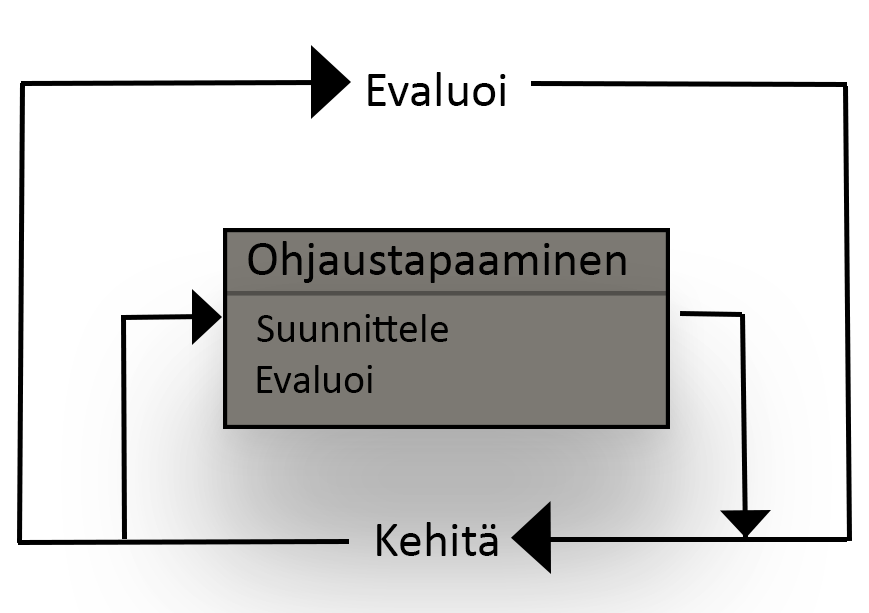 Evaluoi
Ohjaustapaaminen
Suunnittele
Evaluoi
Kehitä